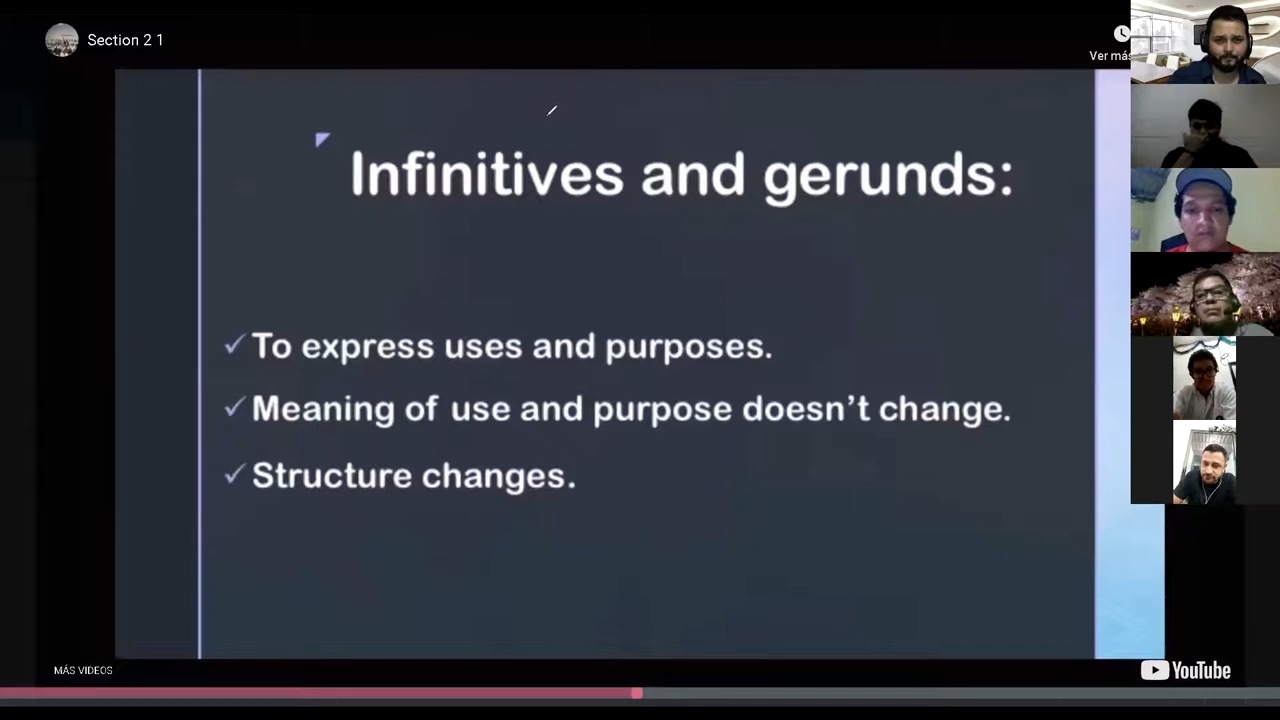 Section 2 1
Ver más
Infinitives and gerunds:
To express uses and purposes.
Meaning of use and purpose doesn't change.
Structure changes.
MÁS VIDEOS
YouTube